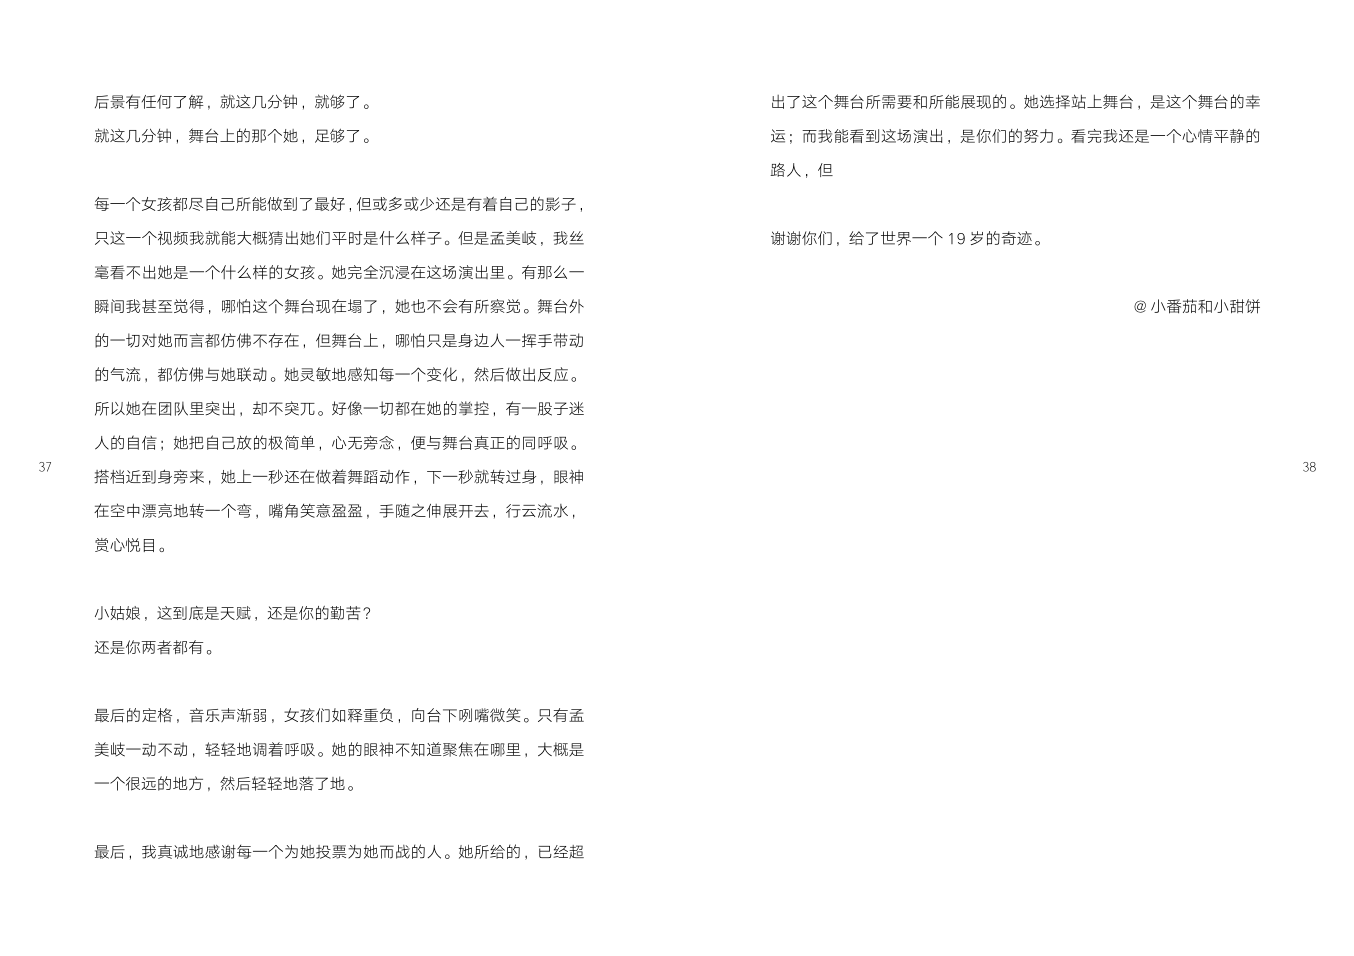 后景有任何了解，就这几分钟，就够了。
就这几分钟，舞台上的那个她，足够了。
每一个女孩都尽自己所能做到了最好，但或多或少还是有着自己的影子，
只这一个视频我就能大概猜出她们平时是什么样子。但是孟美岐，我丝
毫看不出她是一个什么样的女孩。她完全沉浸在这场演出里。有那么一
瞬间我甚至觉得，哪怕这个舞台现在塌了，她也不会有所察觉。舞台外
的一切对她而言都仿佛不存在，但舞台上，哪怕只是身边人一挥手带动
的气流，都仿佛与她联动。她灵敏地感知每一个变化，然后做出反应。
所以她在团队里突出，却不突兀。好像一切都在她的掌控，有一股子迷
人的自信；她把自己放的极简单，心无旁念，便与舞台真正的同呼吸。
搭档近到身旁来，她上一秒还在做着舞蹈动作，下一秒就转过身，眼神
在空中漂亮地转一个弯，嘴角笑意盈盈，手随之伸展开去，行云流水，
赏心悦目。
小姑娘，这到底是天赋，还是你的勤苦？
还是你两者都有。
最后的定格，音乐声渐弱，女孩们如释重负，向台下咧嘴微笑。只有孟
美岐一动不动，轻轻地调着呼吸。她的眼神不知道聚焦在哪里，大概是
一个很远的地方，然后轻轻地落了地。
最后，我真诚地感谢每一个为她投票为她而战的人。她所给的，已经超
37
出了这个舞台所需要和所能展现的。她选择站上舞台，是这个舞台的幸
运；而我能看到这场演出，是你们的努力。看完我还是一个心情平静的
路人，但
谢谢你们，给了世界一个 19 岁的奇迹。
@ 小番茄和小甜饼
38